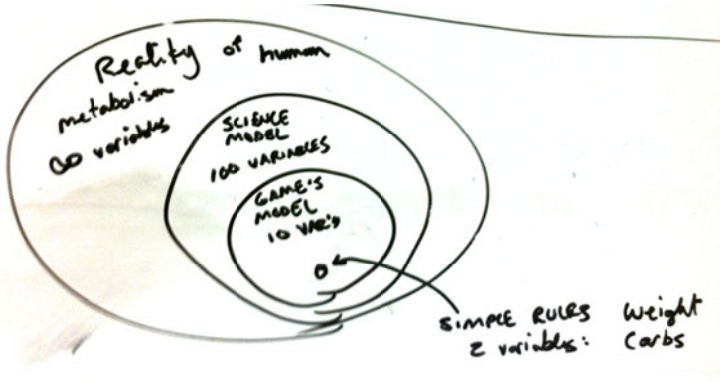 Reality of human
metabolism
∞ variables
SCIENCE
MODEL
100 VARIABLES
GAME'S
MODEL
10 VAR'S
SIMPLE RULES Weight
2 variables: Carbs